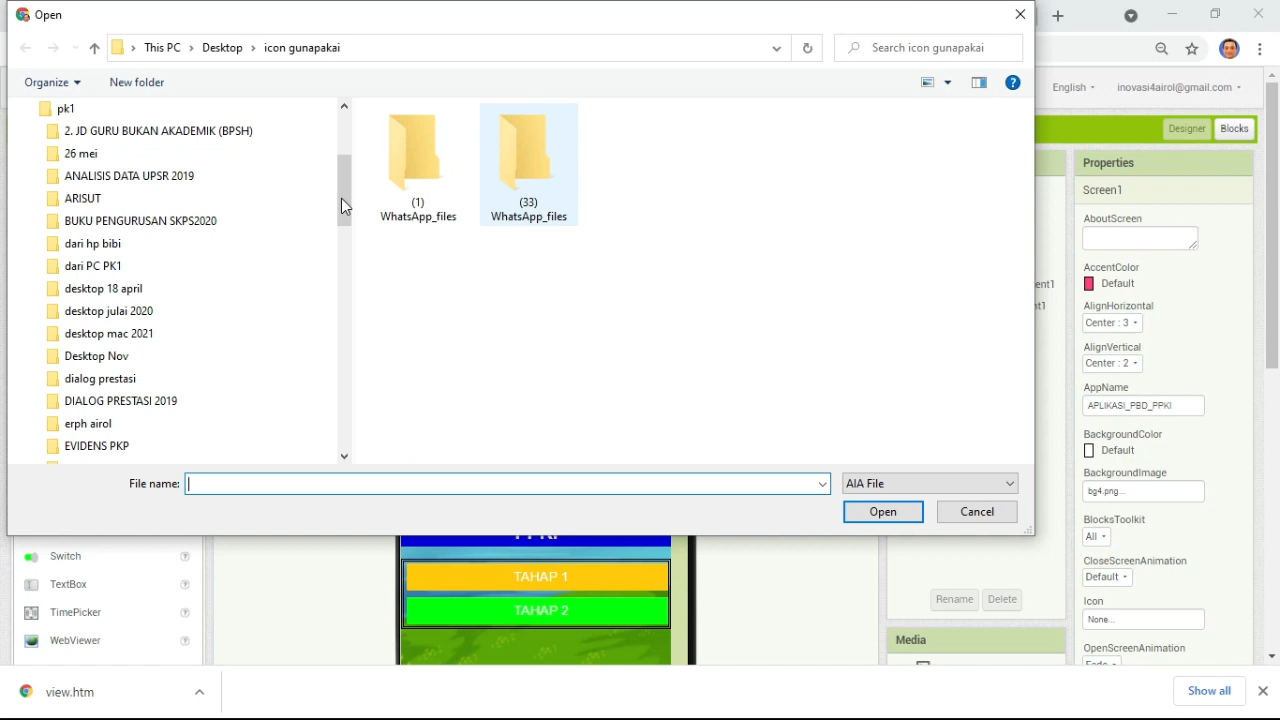 Open
This PC > Desktop > icon gunapakai
Search icon gunapakai
Organize
New folder
pk1
2. JD GURU BUKAN AKADEMIK (BPSH)
26 mei
ANALISIS DATA UPSR 2019
ARISUT
BUKU PENGURUSAN SKPS2020
dari hp bibi
dari PC PK1
desktop 18 april
desktop julai 2020
desktop mac 2021
Desktop Nov
dialog prestasi
DIALOG PRESTASI 2019
erph airol
EVIDENS PKP
(1)
WhatsApp_files
(33)
WhatsApp_files
File name:
AIA File
Open
Cancel
English
inovasi4airol@gmail.com
Designer
Blocks
Properties
Screen1
AboutScreen
AccentColor
Default
AlignHorizontal
Center : 3
AlignVertical
Center : 2
AppName
APLIKASI_PBD_PPKI
BackgroundColor
Default
BackgroundImage
bg4.png...
BlocksToolkit
All
CloseScreenAnimation
Default
Icon
None...
OpenScreenAnimation
ent1
t1
Rename
Delete
Media
Switch
TextBox
TimePicker
WebViewer
TAHAP 1
TAHAP 2
view.htm
Show all